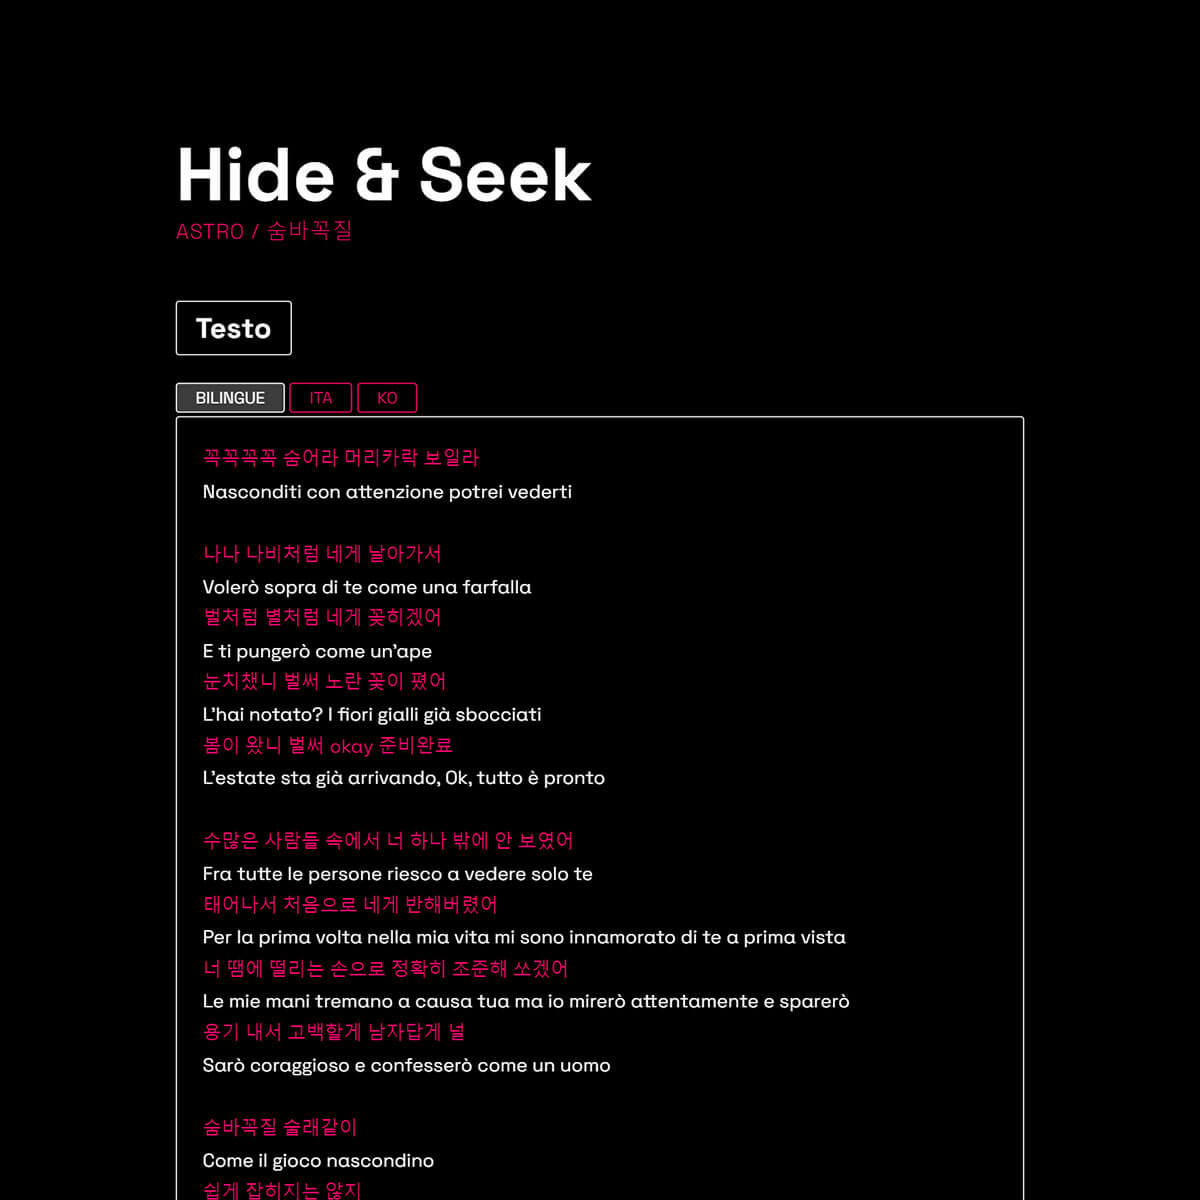 Hide & Seek
ASTRO / 숨바꼭질
Testo
BILINGUE ITA KO
꼭꼭꼭꼭 숨어라 머리카락 보일라
Nasconditi con attenzione potrei vederti
나나 나비처럼 네게 날아가서
Volerò sopra di te come una farfalla
벌처럼 별처럼 네게 꽂히겠어
E ti pungerò come un’ape
눈치챘니 벌써 노란 꽃이 폈어
L’hai notato? I fiori gialli già sbocciati
봄이 왔니 벌써 okay 준비완료
L’estate sta già arrivando, Ok, tutto è pronto
수많은 사람들 속에서 너 하나 밖에 안 보였어
Fra tutte le persone riesco a vedere solo te
태어나서 처음으로 네게 반해버렸어
Per la prima volta nella mia vita mi sono innamorato di te a prima vista
너 땜에 떨리는 손으로 정확히 조준해 쏘겠어
Le mie mani tremano a causa tua ma io mirerò attentamente e sparerò
용기 내서 고백할게 남자답게 널
Sarò coraggioso e confesserò come un uomo
숨바꼭질 술래같이
Come il gioco nascondino
쉽게 잡히지는 않지